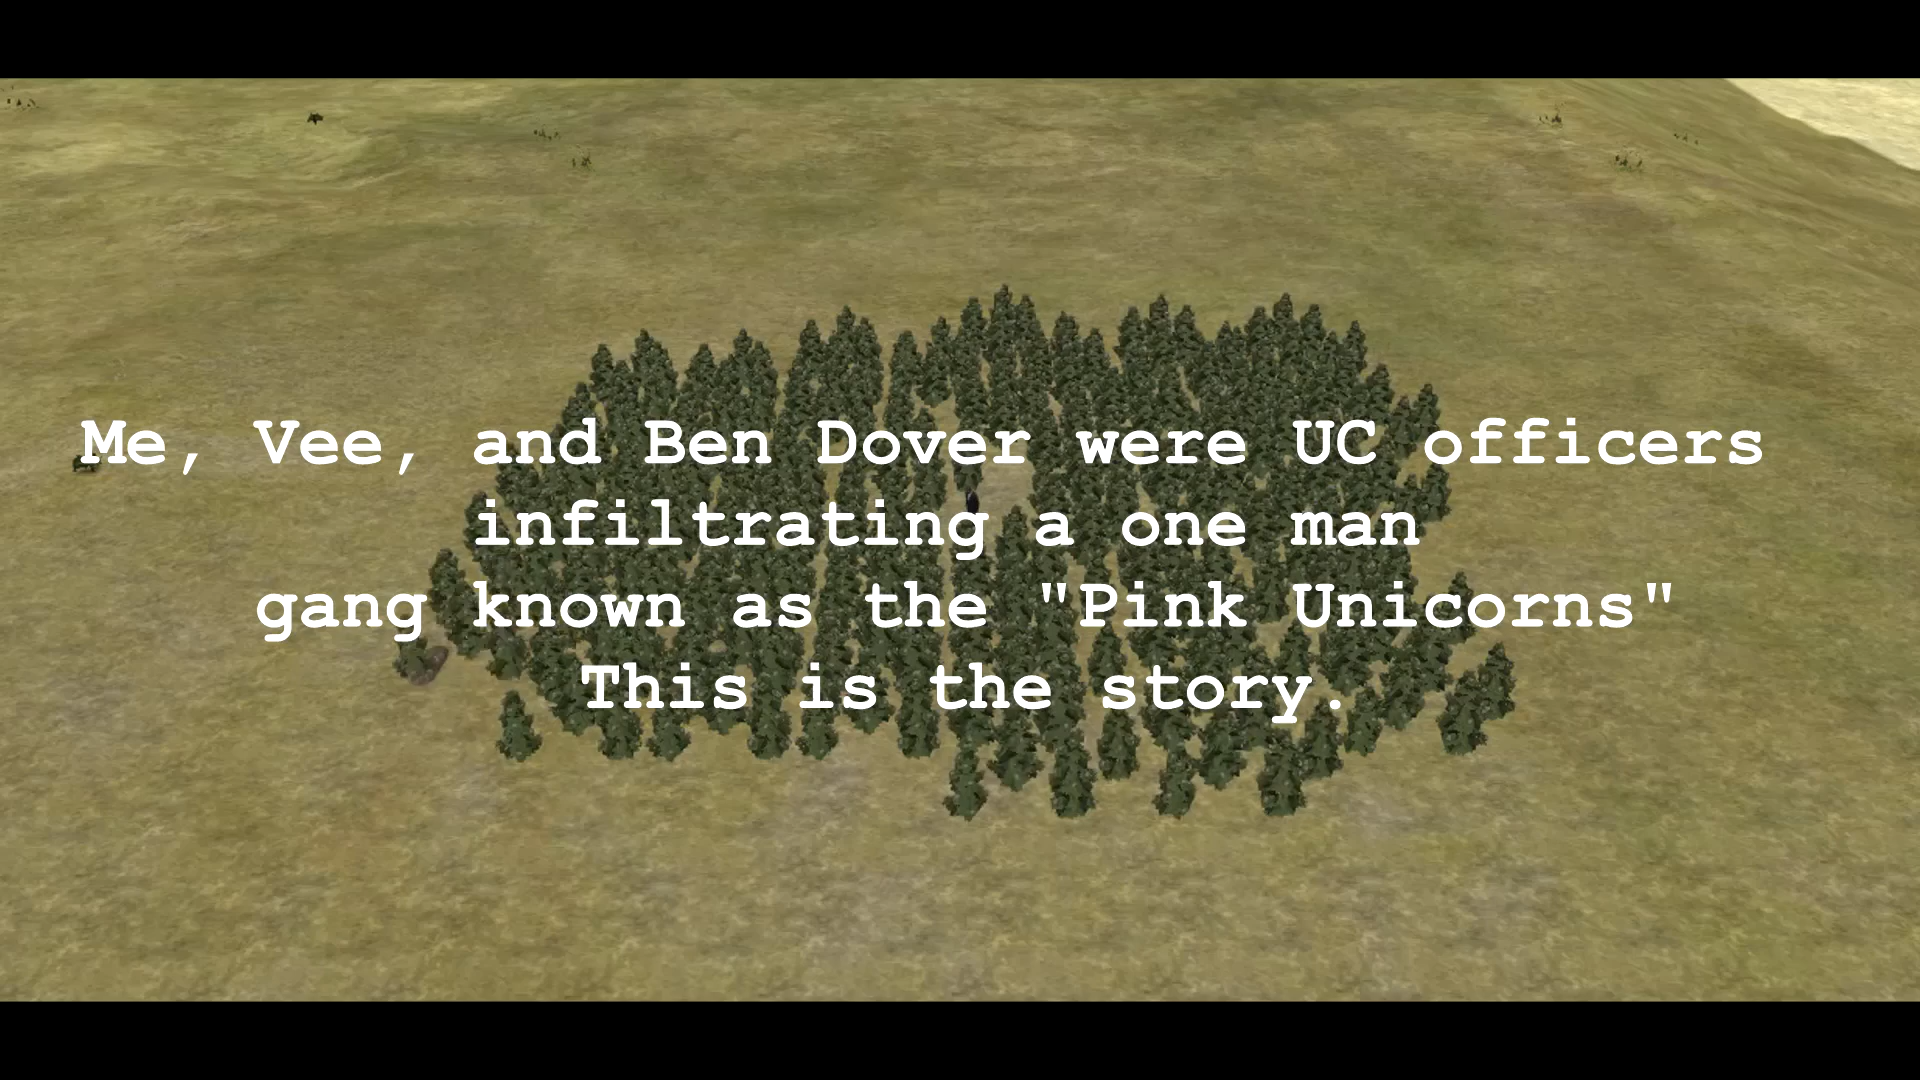 Me, Vee, and Ben Dover were UC officers
infiltrating a one man
gang known as the "Pink Unicorns"
This is the story.